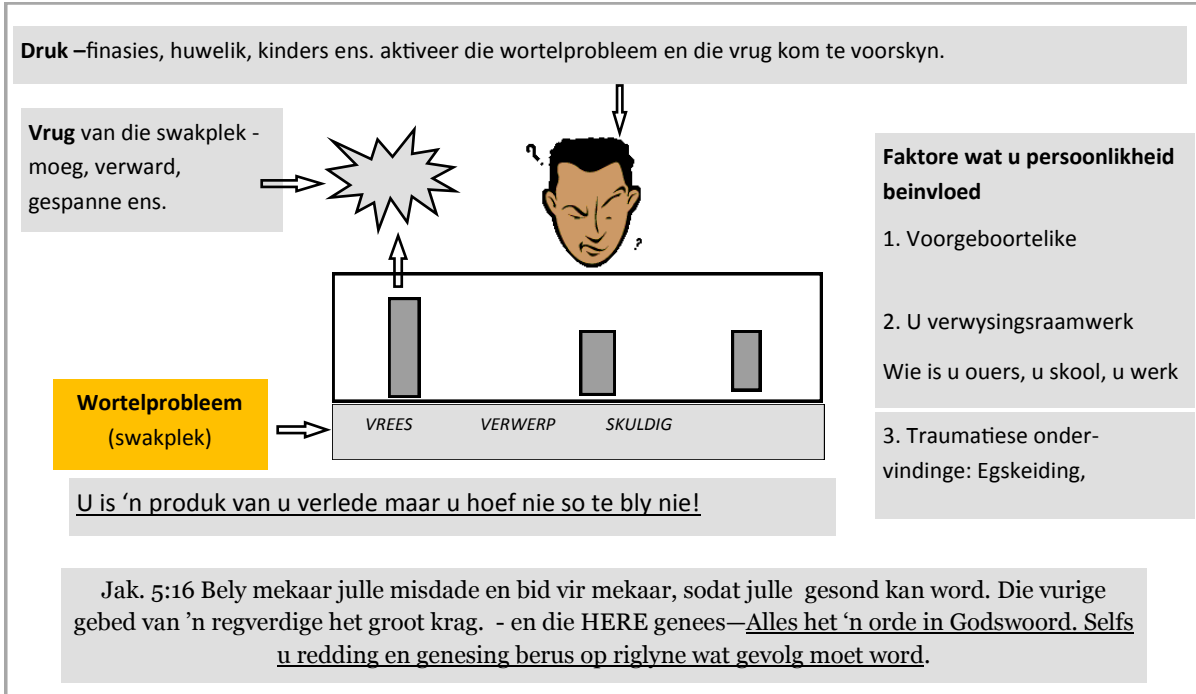 Druk –finasies, huwelik, kinders ens. aktiveer die wortelprobleem en die vrug kom te voorskyn.
Vrug van die swakplek -
moeg, verward,
gespanne ens.
?
?
Faktore wat u persoonlikheid
beinvloed
1. Voorgeboortelike
2. U verwysingsraamwerk
Wie is u ouers, u skool, u werk
3. Traumatiese onder-
vindinge: Egskeiding,
Wortelprobleem
(swakplek)
VREES VERWERP SKULDIG
U is ‘n produk van u verlede maar u hoef nie so te bly nie!
Jak. 5:16 Bely mekaar julle misdade en bid vir mekaar, sodat julle gesond kan word. Die vurige
gebed van ’n regverdige het groot krag. - en die HERE genees—Alles het ‘n orde in Godswoord. Selfs
u redding en genesing berus op riglyne wat gevolg moet word.